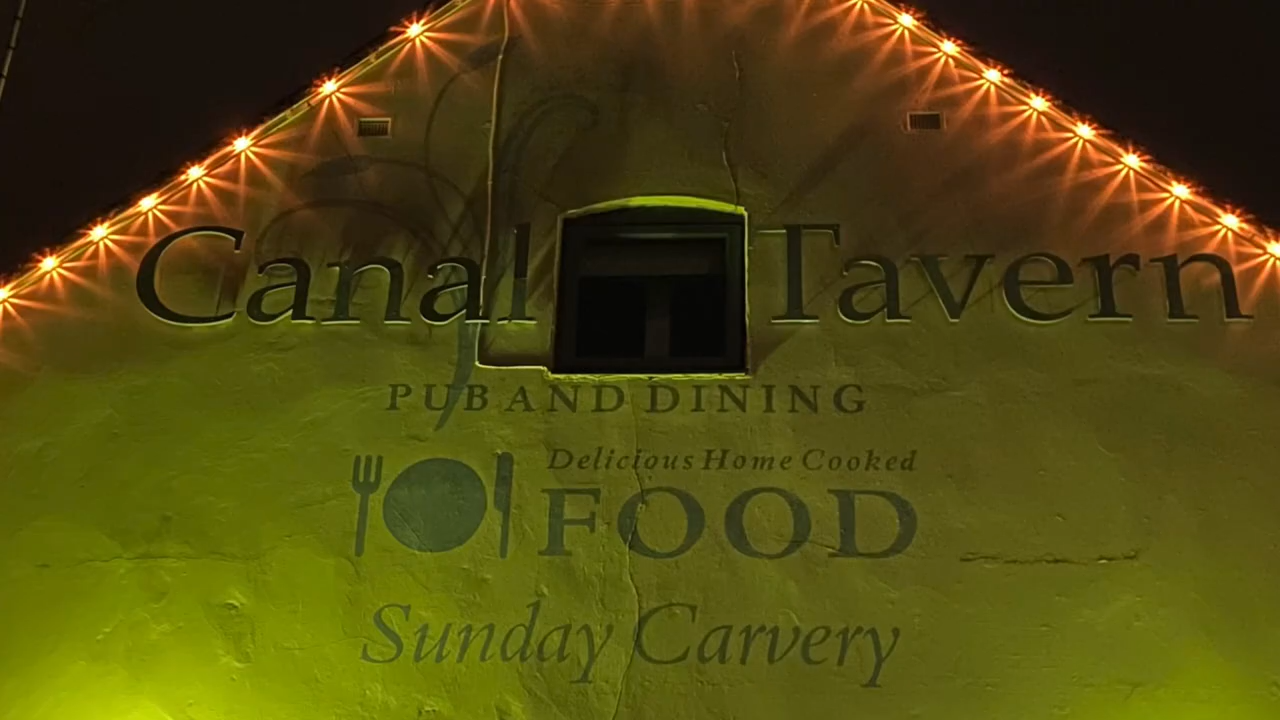 Canal Tavern
PUB AND DINING
Delicious Home Cooked
FOOD
Sunday Carvery